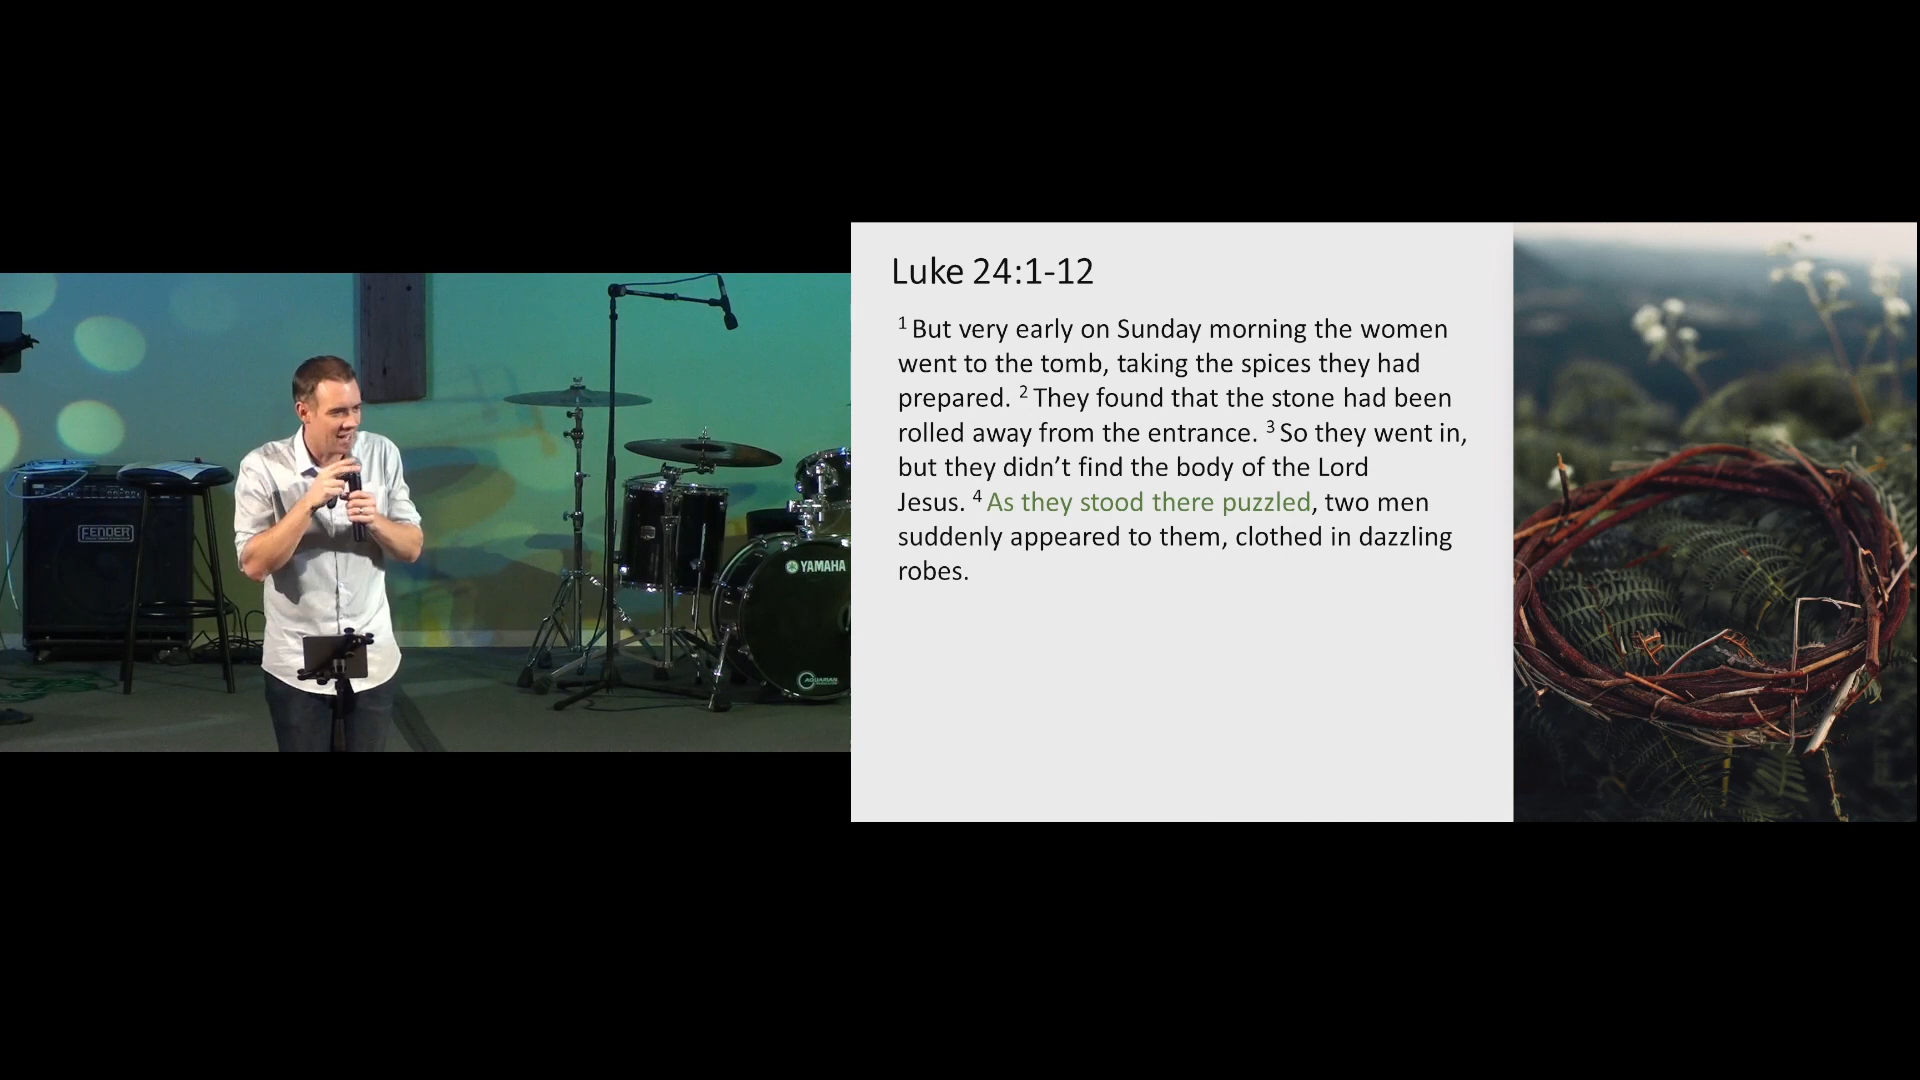 Luke 24:1-12
1 But very early on Sunday morning the women
went to the tomb, taking the spices they had
prepared. 2 They found that the stone had been
rolled away from the entrance. 3 So they went in,
but they didn’t find the body of the Lord
Jesus. 4 As they stood there puzzled, two men
suddenly appeared to them, clothed in dazzling
robes.
FENDER
YAMAHA
AQUARIAN